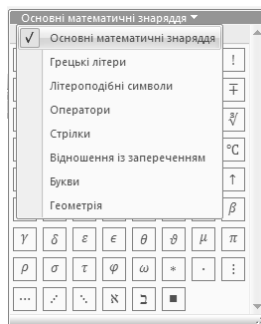 Основні математичні знаряддя
Основні математичні знаряддя
!
Грецькі літери
∓
Літероподібні символи
Оператори
∛
Стрілки
°C
Відношення із запереченням
Букви
↑
Геометрія
β
γ δ ε ϵ θ ϑ μ π
ρ σ τ φ ω * · ⋮
⋯ ⋰ ⋱ ℵ ℶ ■